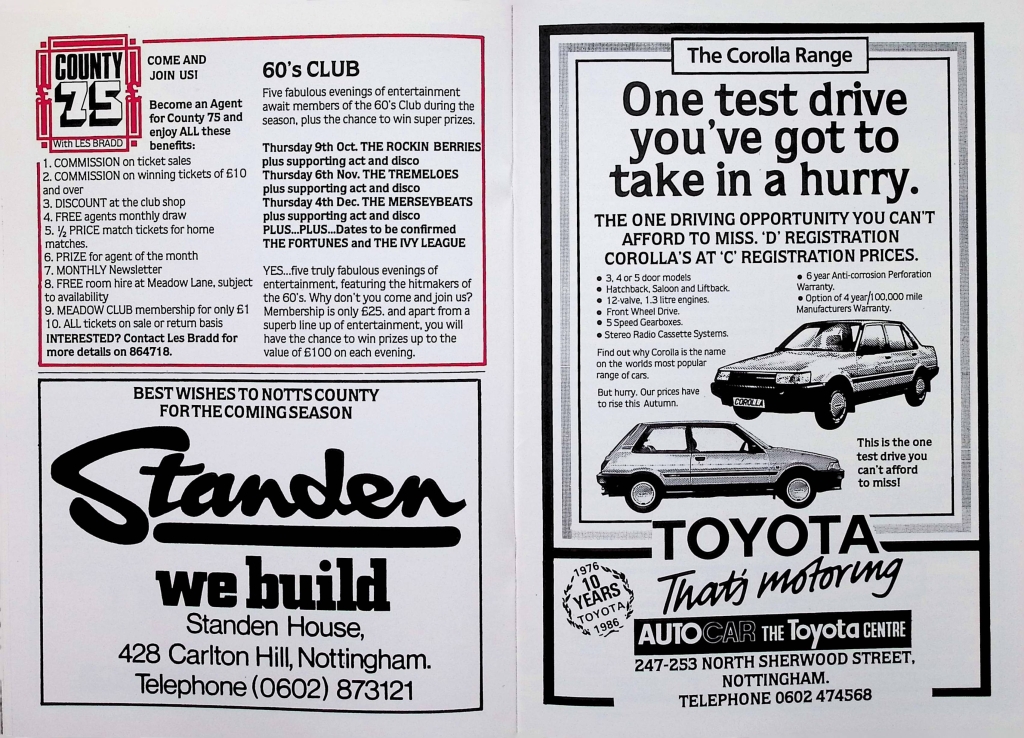 COUNTY
75
With LES BRADD
COME AND
JOIN US!
Become an Agent
for County 75 and
enjoy ALL these
benefits:
1. COMMISSION on ticket sales
2. COMMISSION on winning tickets of £10
and over
3. DISCOUNT at the club shop
4. FREE agents monthly draw
5. ½ PRICE match tickets for home
matches.
6. PRIZE for agent of the month
7. MONTHLY Newsletter
8. FREE room hire at Meadow Lane, subject
to availability
9. MEADOW CLUB membership for only £1
10. ALL tickets on sale or return basis
INTERESTED? Contact Les Bradd for
more details on 864718.
60's CLUB
Five fabulous evenings of entertainment
await members of the 60's Club during the
season, plus the chance to win super prizes.
Thursday 9th Oct. THE ROCKIN BERRIES
plus supporting act and disco
Thursday 6th Nov. THE TREMELOES
plus supporting act and disco
Thursday 4th Dec. THE MERSEYBEATS
plus supporting act and disco
PLUS...PLUS...Dates to be confirmed
THE FORTUNES and THE IVY LEAGUE
YES...five truly fabulous evenings of
entertainment, featuring the hitmakers of
the 60's. Why don't you come and join us?
Membership is only £25. and apart from a
superb line up of entertainment, you will
have the chance to win prizes up to the
value of £100 on each evening.
BEST WISHES TO NOTTS COUNTY
FOR THE COMING SEASON
Standen
we build
Standen House,
428 Carlton Hill, Nottingham.
Telephone (0602) 873121
The Corolla Range
One test drive
you've got to
take in a hurry.
THE ONE DRIVING OPPORTUNITY YOU CAN'T
AFFORD TO MISS. 'D' REGISTRATION
COROLLA'S AT 'C' REGISTRATION PRICES.
● 3, 4 or 5 door models
● Hatchback, Saloon and Liftback.
● 12-valve, 1.3 litre engines.
● Front Wheel Drive.
● 5 Speed Gearboxes.
● Stereo Radio Cassette Systems.
● 6 year Anti-corrosion Perforation
Warranty.
● Option of 4 year/100,000 mile
Manufacturers Warranty.
Find out why Corolla is the name
on the worlds most popular
range of cars.
But hurry. Our prices have
to rise this Autumn.
COROLLA
This is the one
test drive you
can't afford
to miss!
TOYOTA
That's motoring
1976
10
YEARS
TOYOTA
1986
AUTOCAR THE Toyota CENTRE
247-253 NORTH SHERWOOD STREET,
NOTTINGHAM.
TELEPHONE 0602 474568